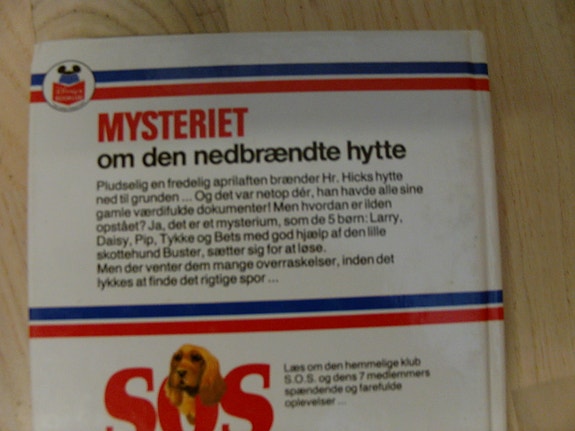 MYSTERIET
om den nedbrændte hytte
Pludselig en fredelig aprilaften brænder Hr. Hicks hytte
ned til grunden ... Og det var netop dér, han havde alle sine
gamle værdifulde dokumenter! Men hvordan er ilden
opstået? Ja, det er et mysterium, som de 5 børn: Larry,
Daisy, Pip, Tykke og Bets med god hjælp af den lille
skottehund Buster, sætter sig for at løse.
Men der venter dem mange overraskelser, inden det
lykkes at finde det rigtige spor ...
SOS
Læs om den hemmelige klub
S.O.S. og dens 7 medlemmers
spændende og farefulde
oplevelser ...